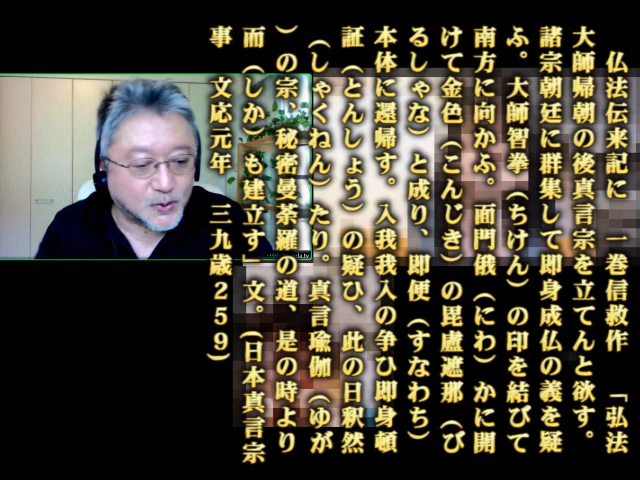 仏法伝来記に 一巻信救作 「弘法
大師帰朝の後真言宗を立てんと欲す。
諸宗朝廷に群集して即身成仏の義を疑
ふ。大師智拳（ちけん）の印を結びて
南方に向かふ。面門俄（にわ）かに開
けて金色（こんじき）の毘盧遮那（び
るしゃな）と成り、即便（すなわち）
本体に還帰す。入我我入の争ひ即身頓
証（とんしょう）の疑ひ、此の日釈然
（しゃくねん）たり。真言瑜伽（ゆが
）の宗、秘密曼荼羅の道、是の時より
而（しか）も建立す」文。（日本真言宗
事 文応元年 三九歳２５９）